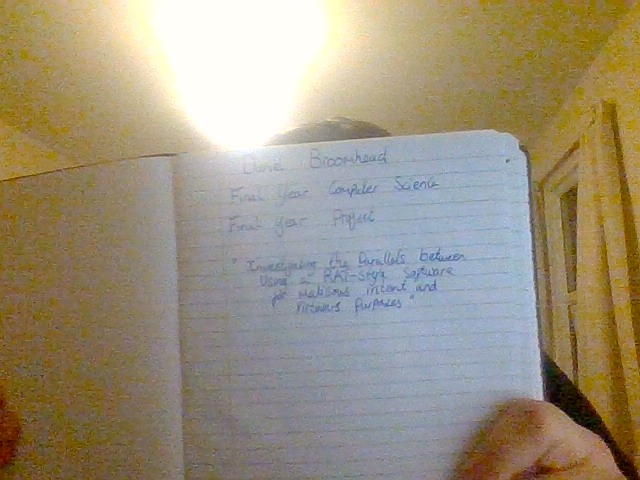 Daniel Broomhead
Final Year Computer Science
Final Year Project
"Investigating the Parallels between
Using a RAT-style Software
for Malicious intent and
Purposes"